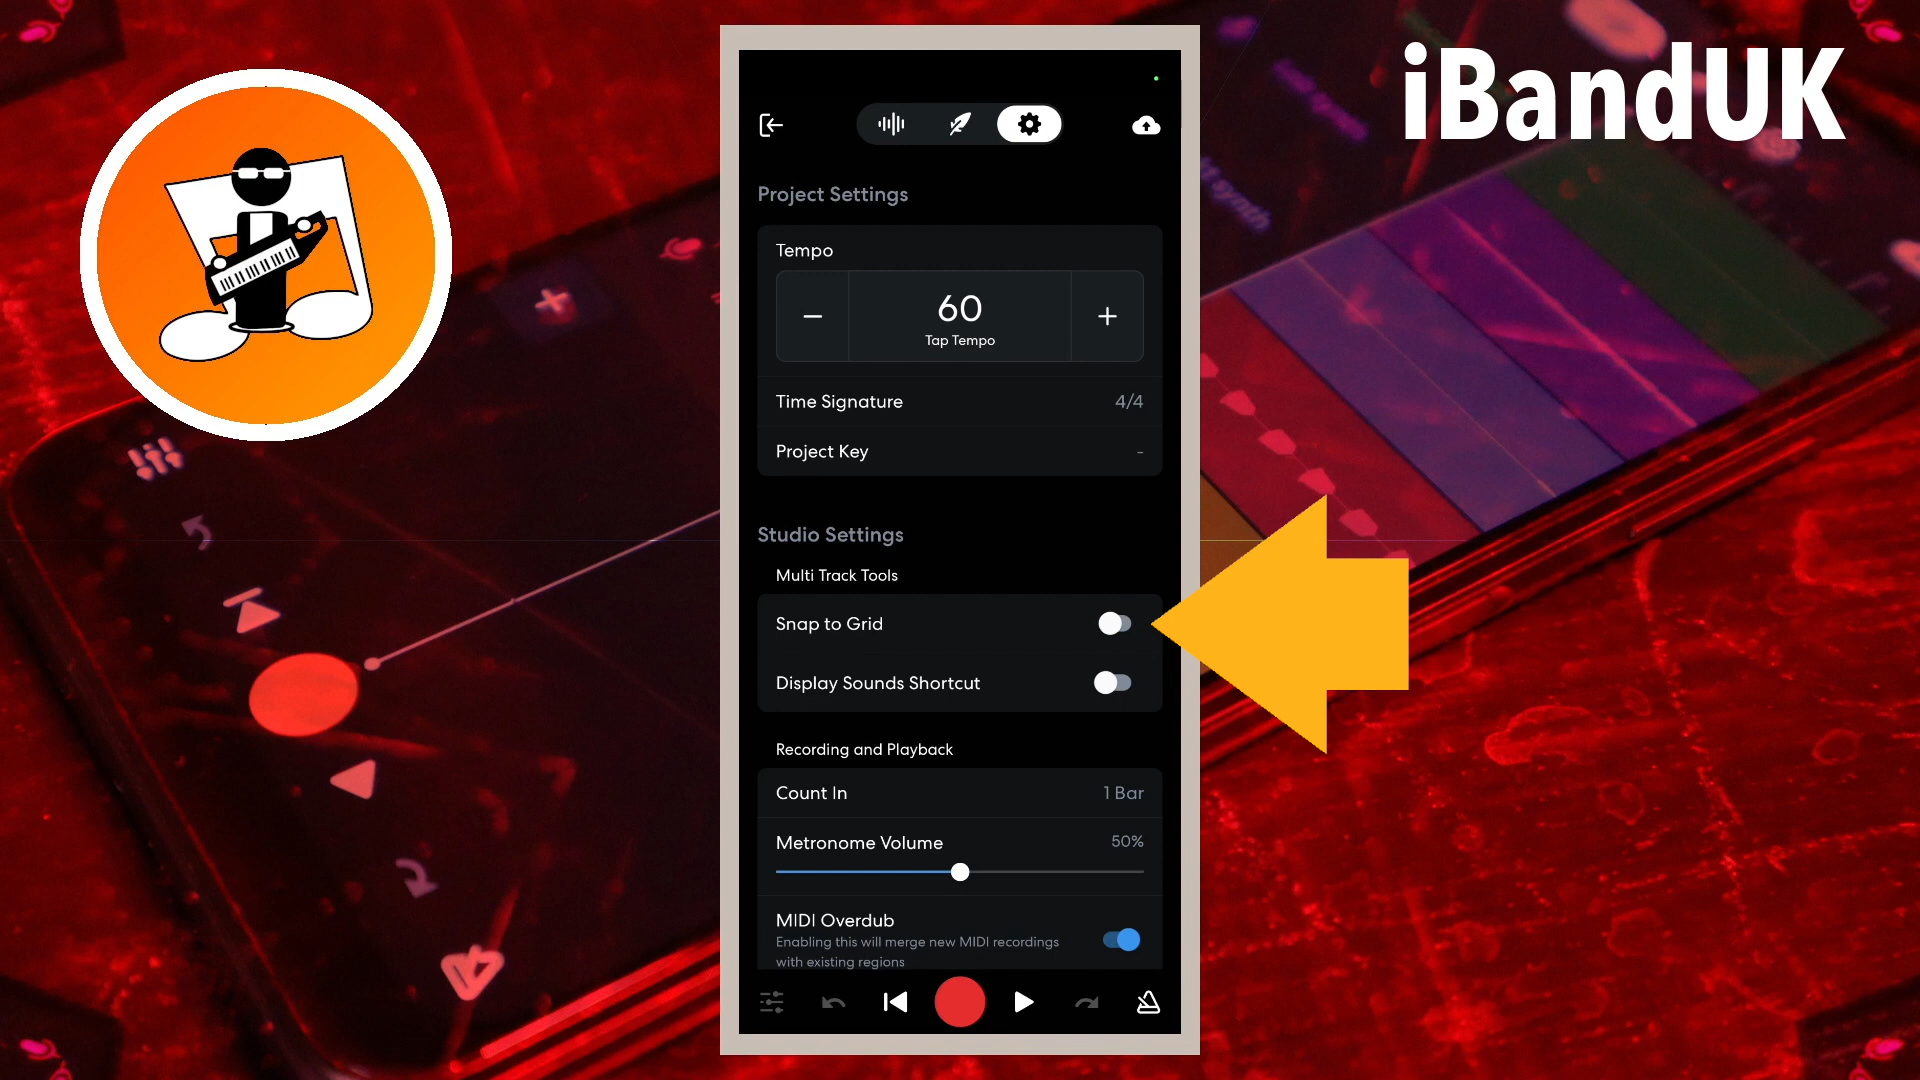 iBandUK
Project Settings
Tempo
60
Tap Tempo
Time Signature 4/4
Project Key -
Studio Settings
Multi Track Tools
Snap to Grid
Display Sounds Shortcut
Recording and Playback
Count In 1 Bar
Metronome Volume 50%
MIDI Overdub
Enabling this will merge new MIDI recordings
with existing regions